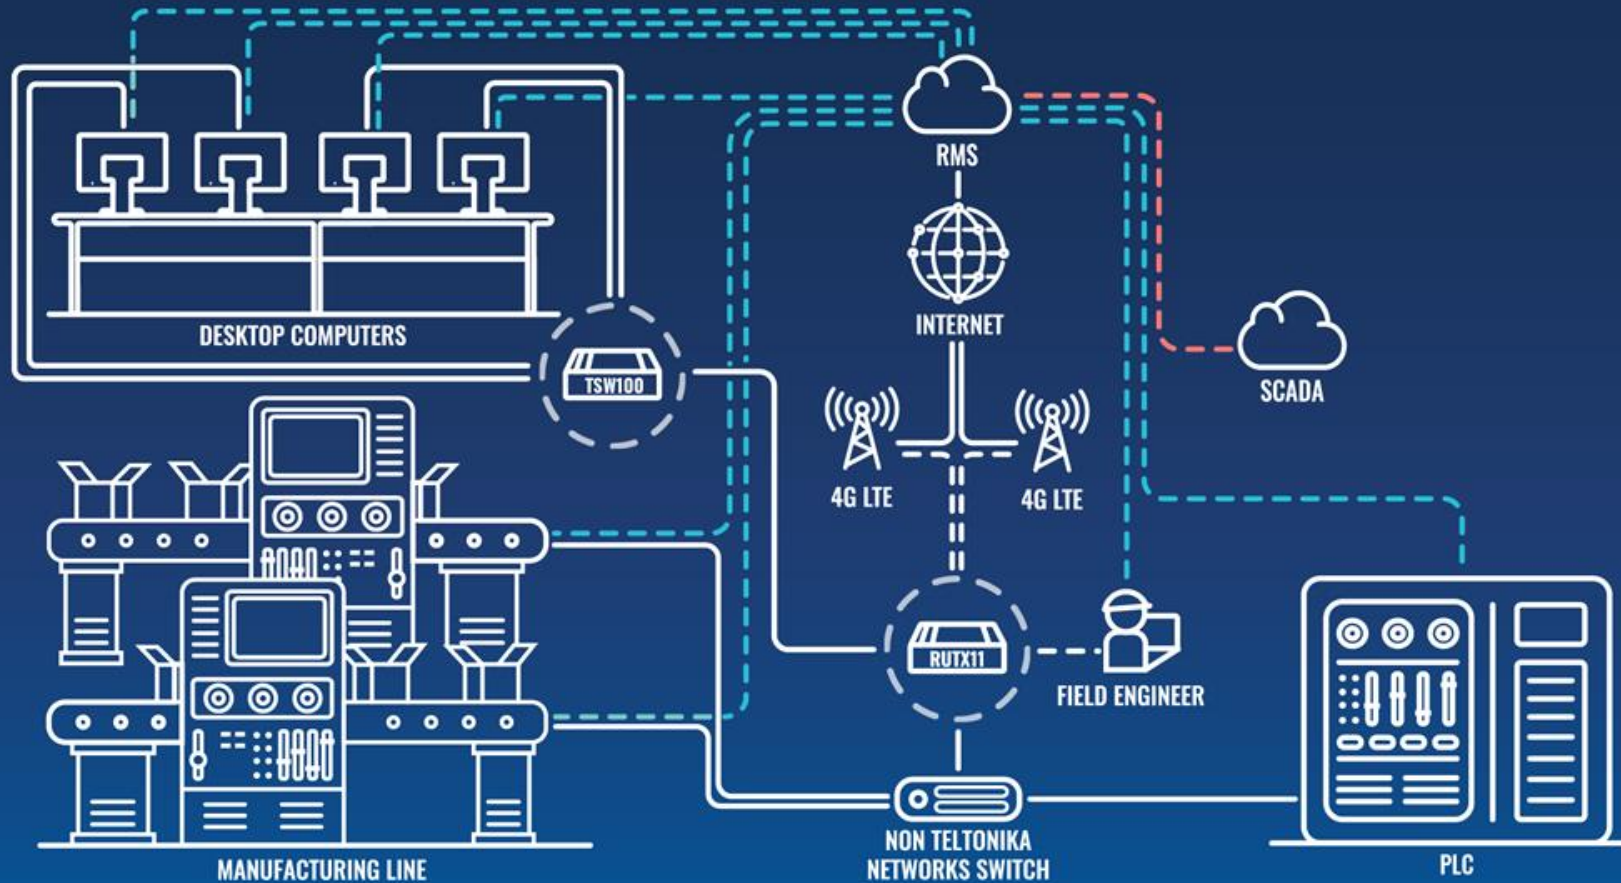 RMS
INTERNET
DESKTOP COMPUTERS
TSW100
SCADA
4G LTE
4G LTE
RUTX11
FIELD ENGINEER
NON TELTONIKA
NETWORKS SWITCH
MANUFACTURING LINE
PLC